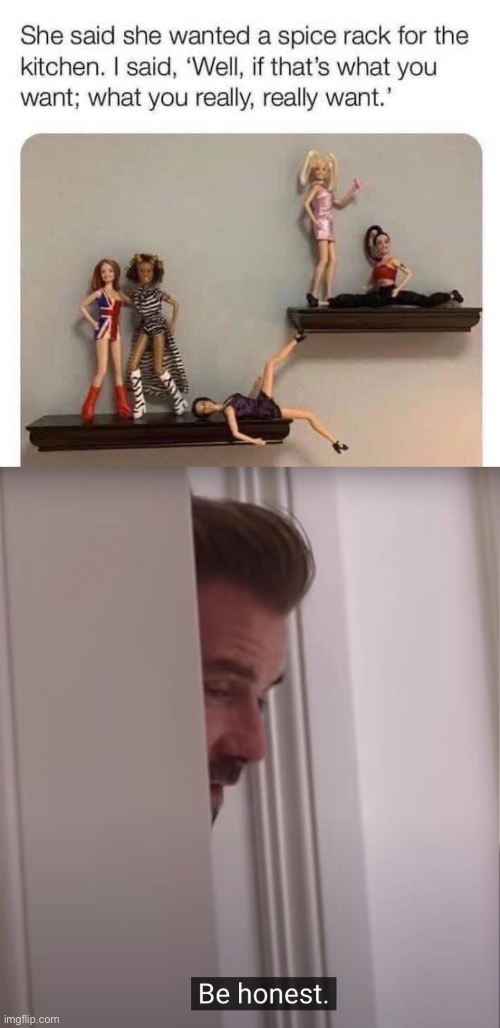 She said she wanted a spice rack for the
kitchen. I said, ‘Well, if that’s what you
want; what you really, really want.’
Be honest.
imgflip.com